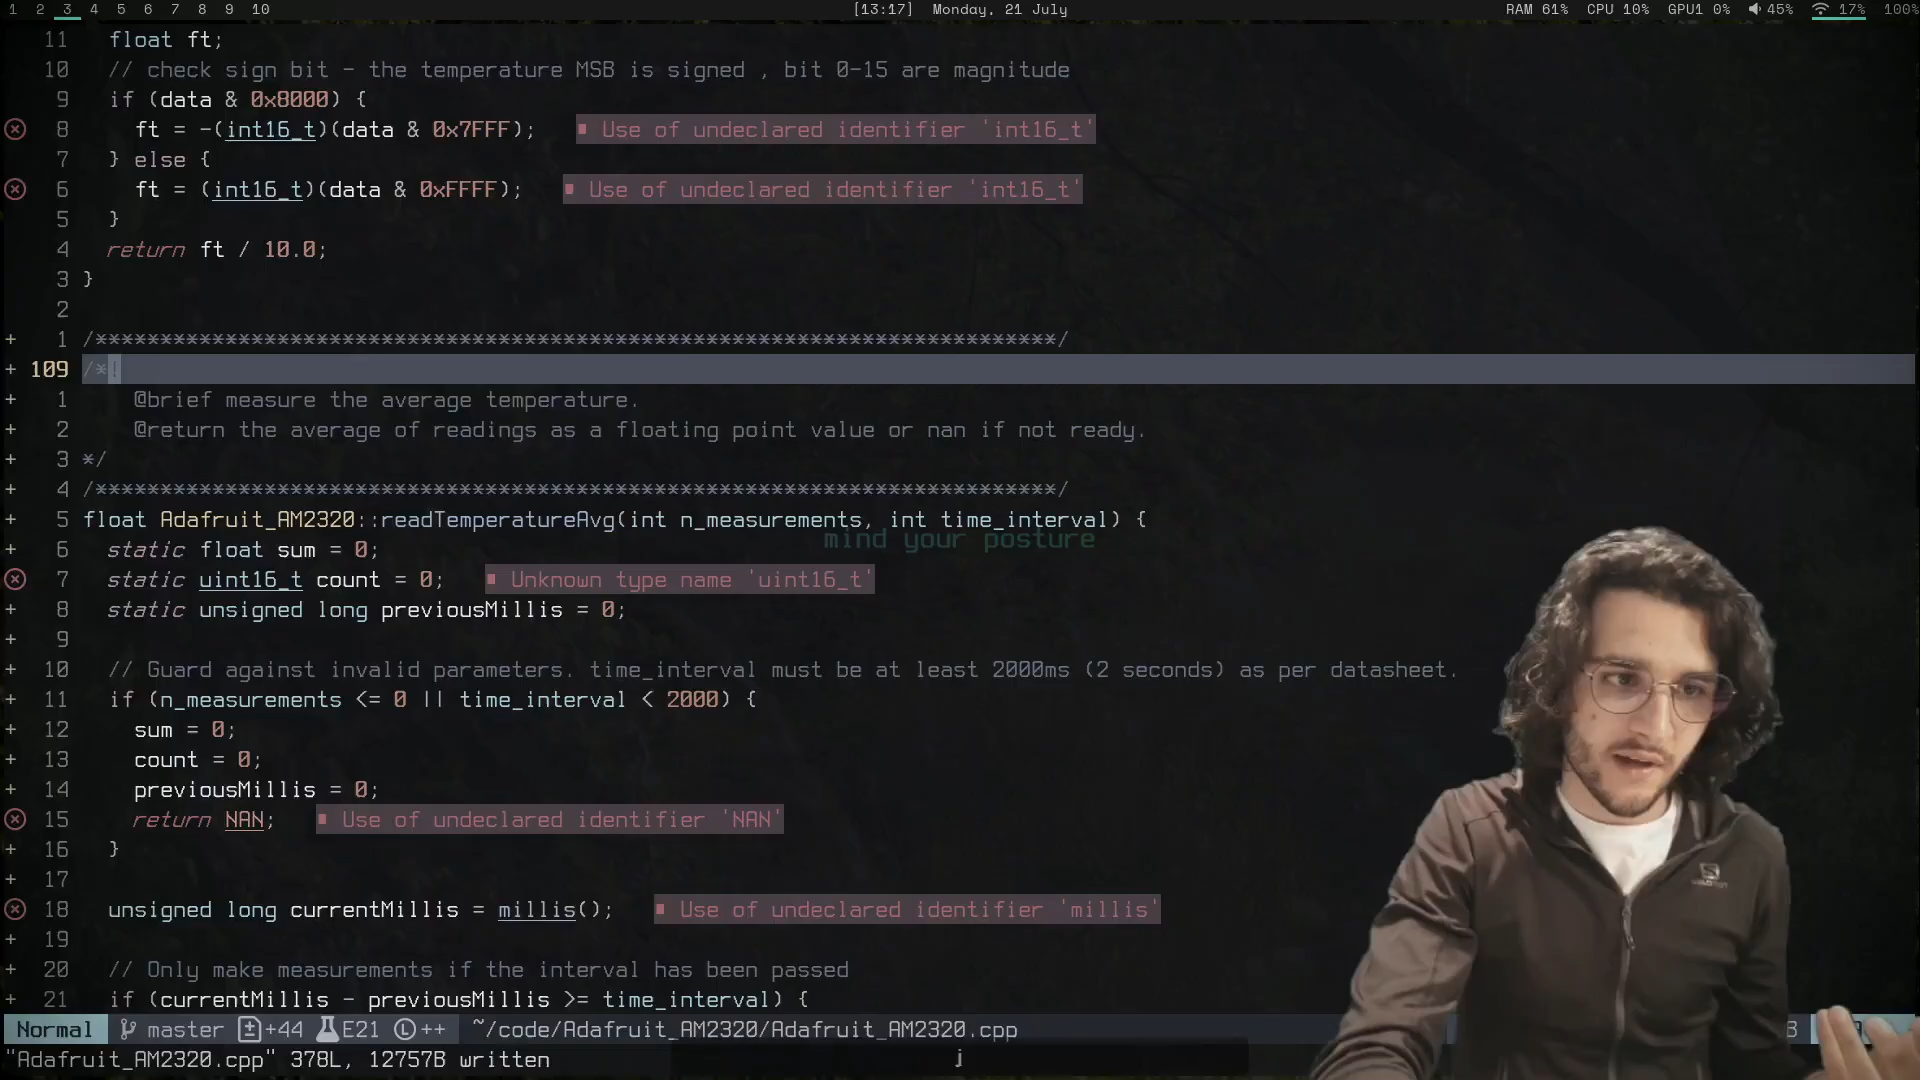 1 2 3 4 5 6 7 8 9 10 [13:17] Monday, 21 July RAM 61% CPU 10% GPU1 0% 45% 17% 100%
11 float ft;
10 // check sign bit - the temperature MSB is signed , bit 0-15 are magnitude
9 if (data & 0x8000) {
8 ft = -(int16_t)(data & 0x7FFF); Use of undeclared identifier 'int16_t'
7 } else {
6 ft = (int16_t)(data & 0xFFFF); Use of undeclared identifier 'int16_t'
5 }
4 return ft / 10.0;
3 }
2
+ 1 /**************************************************************************/
+ 109 /*!
+ 1 @brief measure the average temperature.
+ 2 @return the average of readings as a floating point value or nan if not ready.
+ 3 */
+ 4 /**************************************************************************/
+ 5 float Adafruit_AM2320::readTemperatureAvg(int n_measurements, int time_interval) {
mind your posture
+ 6 static float sum = 0;
7 static uint16_t count = 0; Unknown type name 'uint16_t'
+ 8 static unsigned long previousMillis = 0;
+ 9
+ 10 // Guard against invalid parameters. time_interval must be at least 2000ms (2 seconds) as per datasheet.
+ 11 if (n_measurements <= 0 || time_interval < 2000) {
+ 12 sum = 0;
+ 13 count = 0;
+ 14 previousMillis = 0;
15 return NAN; Use of undeclared identifier 'NAN'
+ 16 }
+ 17
18 unsigned long currentMillis = millis(); Use of undeclared identifier 'millis'
+ 19
+ 20 // Only make measurements if the interval has been passed
+ 21 if (currentMillis - previousMillis >= time_interval) {
Normal master +44 E21 L ++ ~/code/Adafruit_AM2320/Adafruit_AM2320.cpp
"Adafruit_AM2320.cpp" 378L, 12757B written j